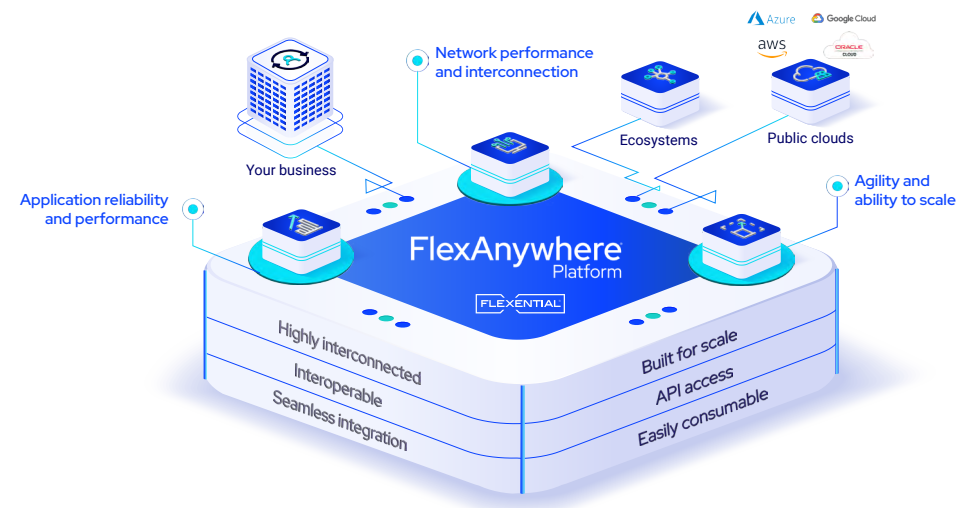 Azure
Google Cloud
aws
ORACLE
CLOUD
Network performance
and interconnection
Ecosystems
Public clouds
Your business
Application reliability
and performance
Agility and
ability to scale
FlexAnywhere
Platform
FLEXENTIAL
Highly interconnected
Interoperable
Seamless integration
Built for scale
API access
Easily consumable